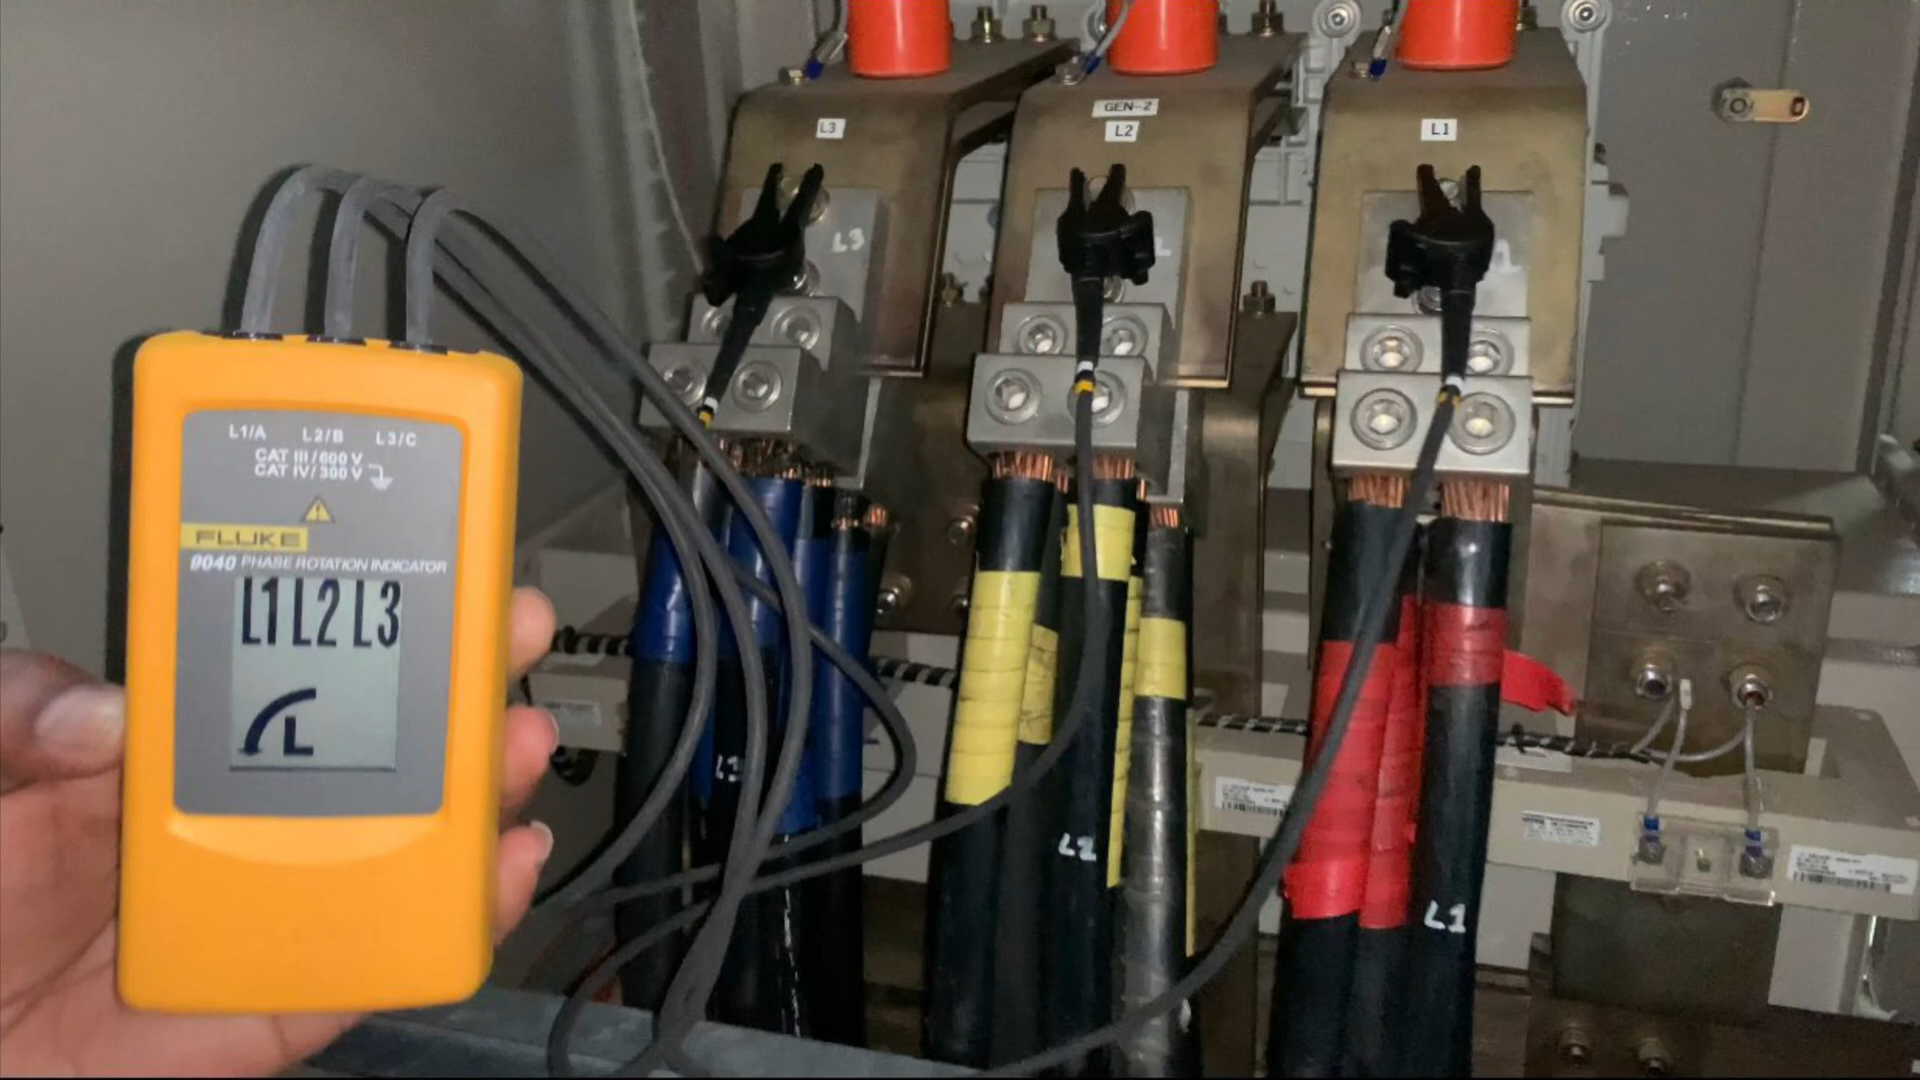 L3
GEN-2
L2
L1
L3
L1/A L2/B L3/C
CAT III/600 V
CAT IV/300 V
FLUKE
9040 PHASE ROTATION INDICATOR
L1 L2 L3
L
L2
L1